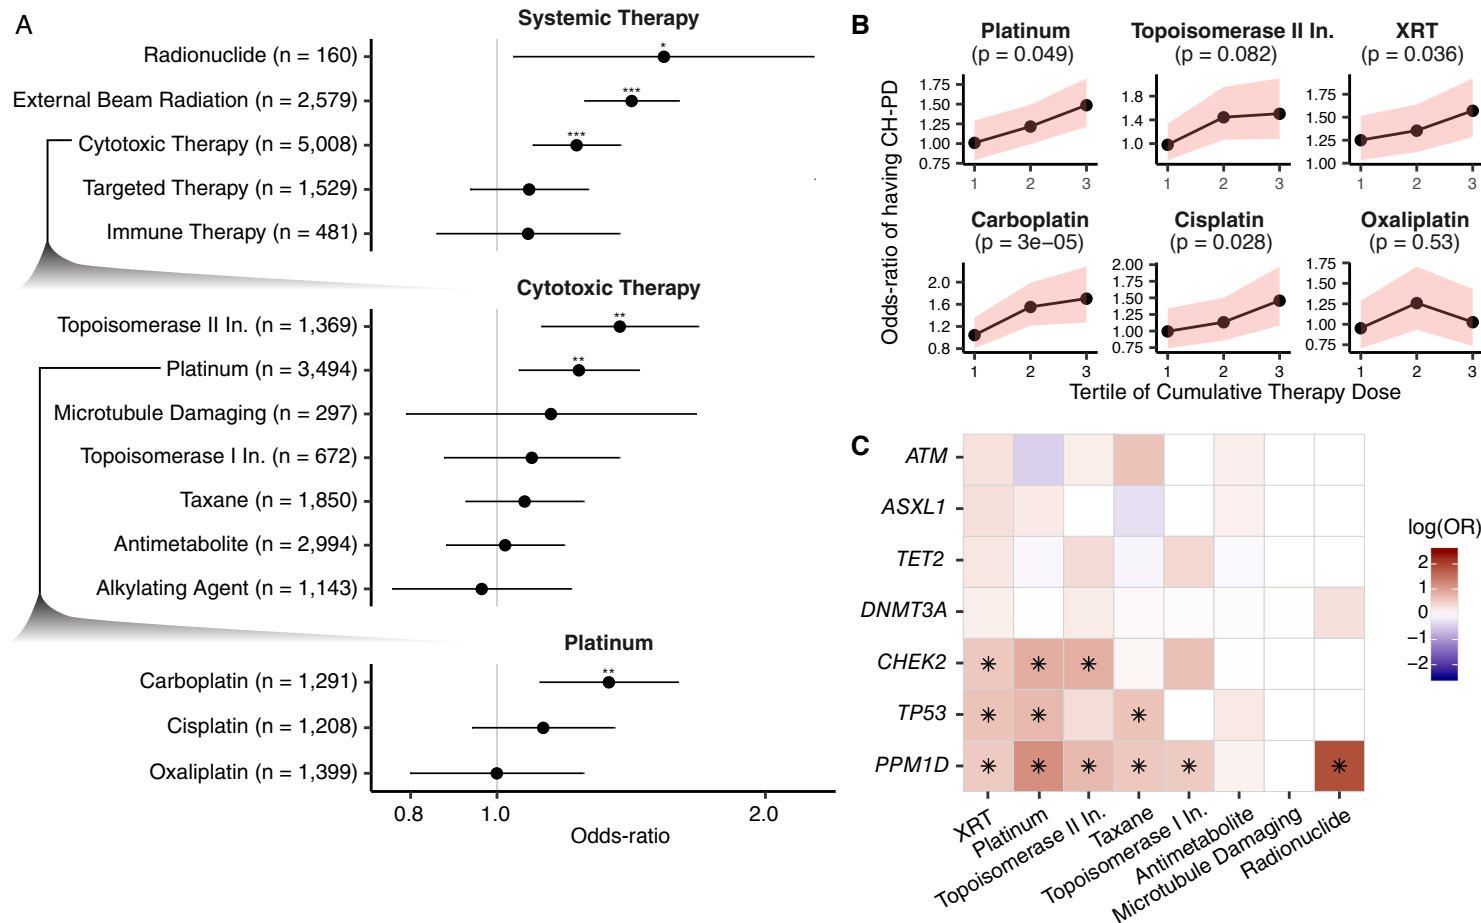 A
Systemic Therapy
Radionuclide (n = 160)
*
External Beam Radiation (n = 2,579)
***
Cytotoxic Therapy (n = 5,008)
***
Targeted Therapy (n = 1,529)
Immune Therapy (n = 481)
Cytotoxic Therapy
Topoisomerase II In. (n = 1,369)
**
Platinum (n = 3,494)
**
Microtubule Damaging (n = 297)
Topoisomerase I In. (n = 672)
Taxane (n = 1,850)
Antimetabolite (n = 2,994)
Alkylating Agent (n = 1,143)
Platinum
Carboplatin (n = 1,291)
**
Cisplatin (n = 1,208)
Oxaliplatin (n = 1,399)
0.8 1.0 2.0
Odds-ratio
B
Odds-ratio of having CH-PD
Platinum
(p = 0.049)
1.75
1.50
1.25
1.00
0.75
1 2 3
Topoisomerase II In.
(p = 0.082)
1.8
1.4
1.0
1 2 3
XRT
(p = 0.036)
1.75
1.50
1.25
1.00
1 2 3
Carboplatin
(p = 3e−05)
2.0
1.6
1.2
0.8
1 2 3
Cisplatin
(p = 0.028)
2.00
1.75
1.50
1.25
1.00
0.75
1 2 3
Oxaliplatin
(p = 0.53)
1.75
1.50
1.25
1.00
0.75
1 2 3
Tertile of Cumulative Therapy Dose
C
ATM
ASXL1
TET2
DNMT3A
CHEK2
TP53
PPM1D
XRT
Platinum
Topoisomerase II In.
Taxane
Topoisomerase I In.
Antimetabolite
Microtubule Damaging
Radionuclide
log(OR)
2
1
0
−1
−2